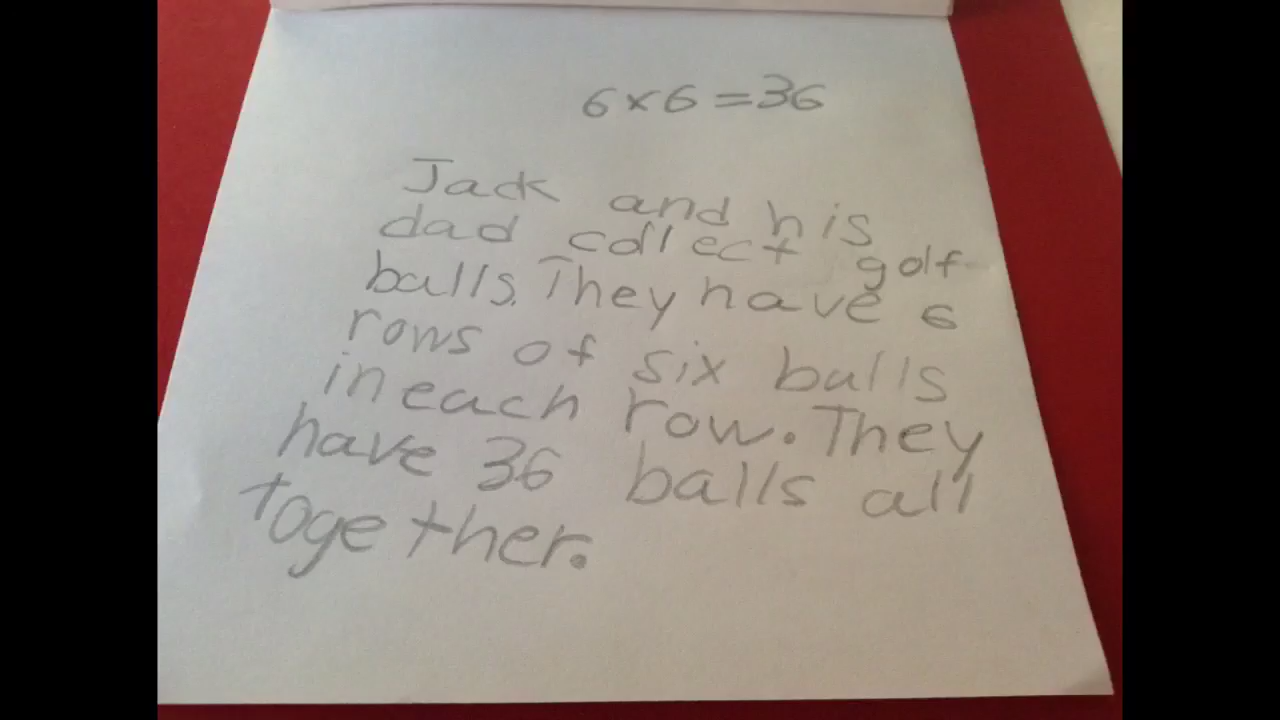 6×6=36
Jack and his
dad collect golf
balls. They have 6
rows of six balls
in each row. They
have 36 balls all
together.